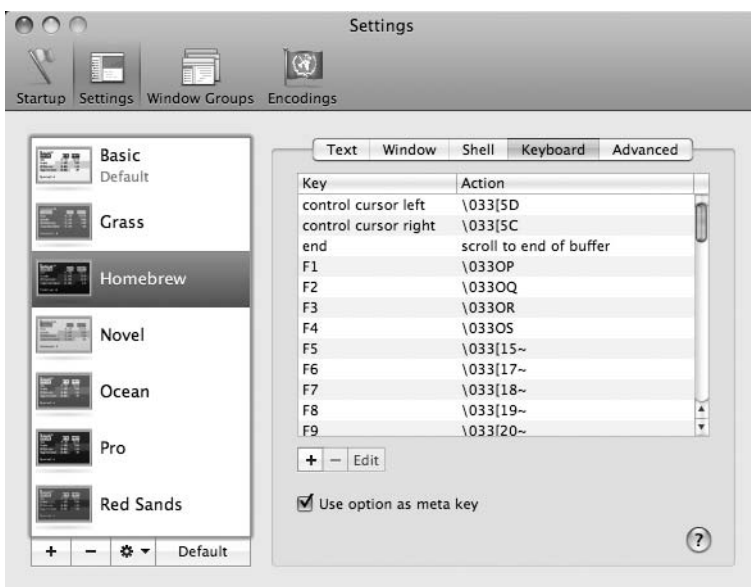 Settings
Startup Settings Window Groups Encodings
Basic
Default
Grass
Homebrew
Novel
Ocean
Pro
Red Sands
+ − Default
Text Window Shell Keyboard Advanced
Key Action
control cursor left \033[5D
control cursor right \033[5C
end scroll to end of buffer
F1 \033OP
F2 \033OQ
F3 \033OR
F4 \033OS
F5 \033[15~
F6 \033[17~
F7 \033[18~
F8 \033[19~
F9 \033[20~
+ − Edit
Use option as meta key
?